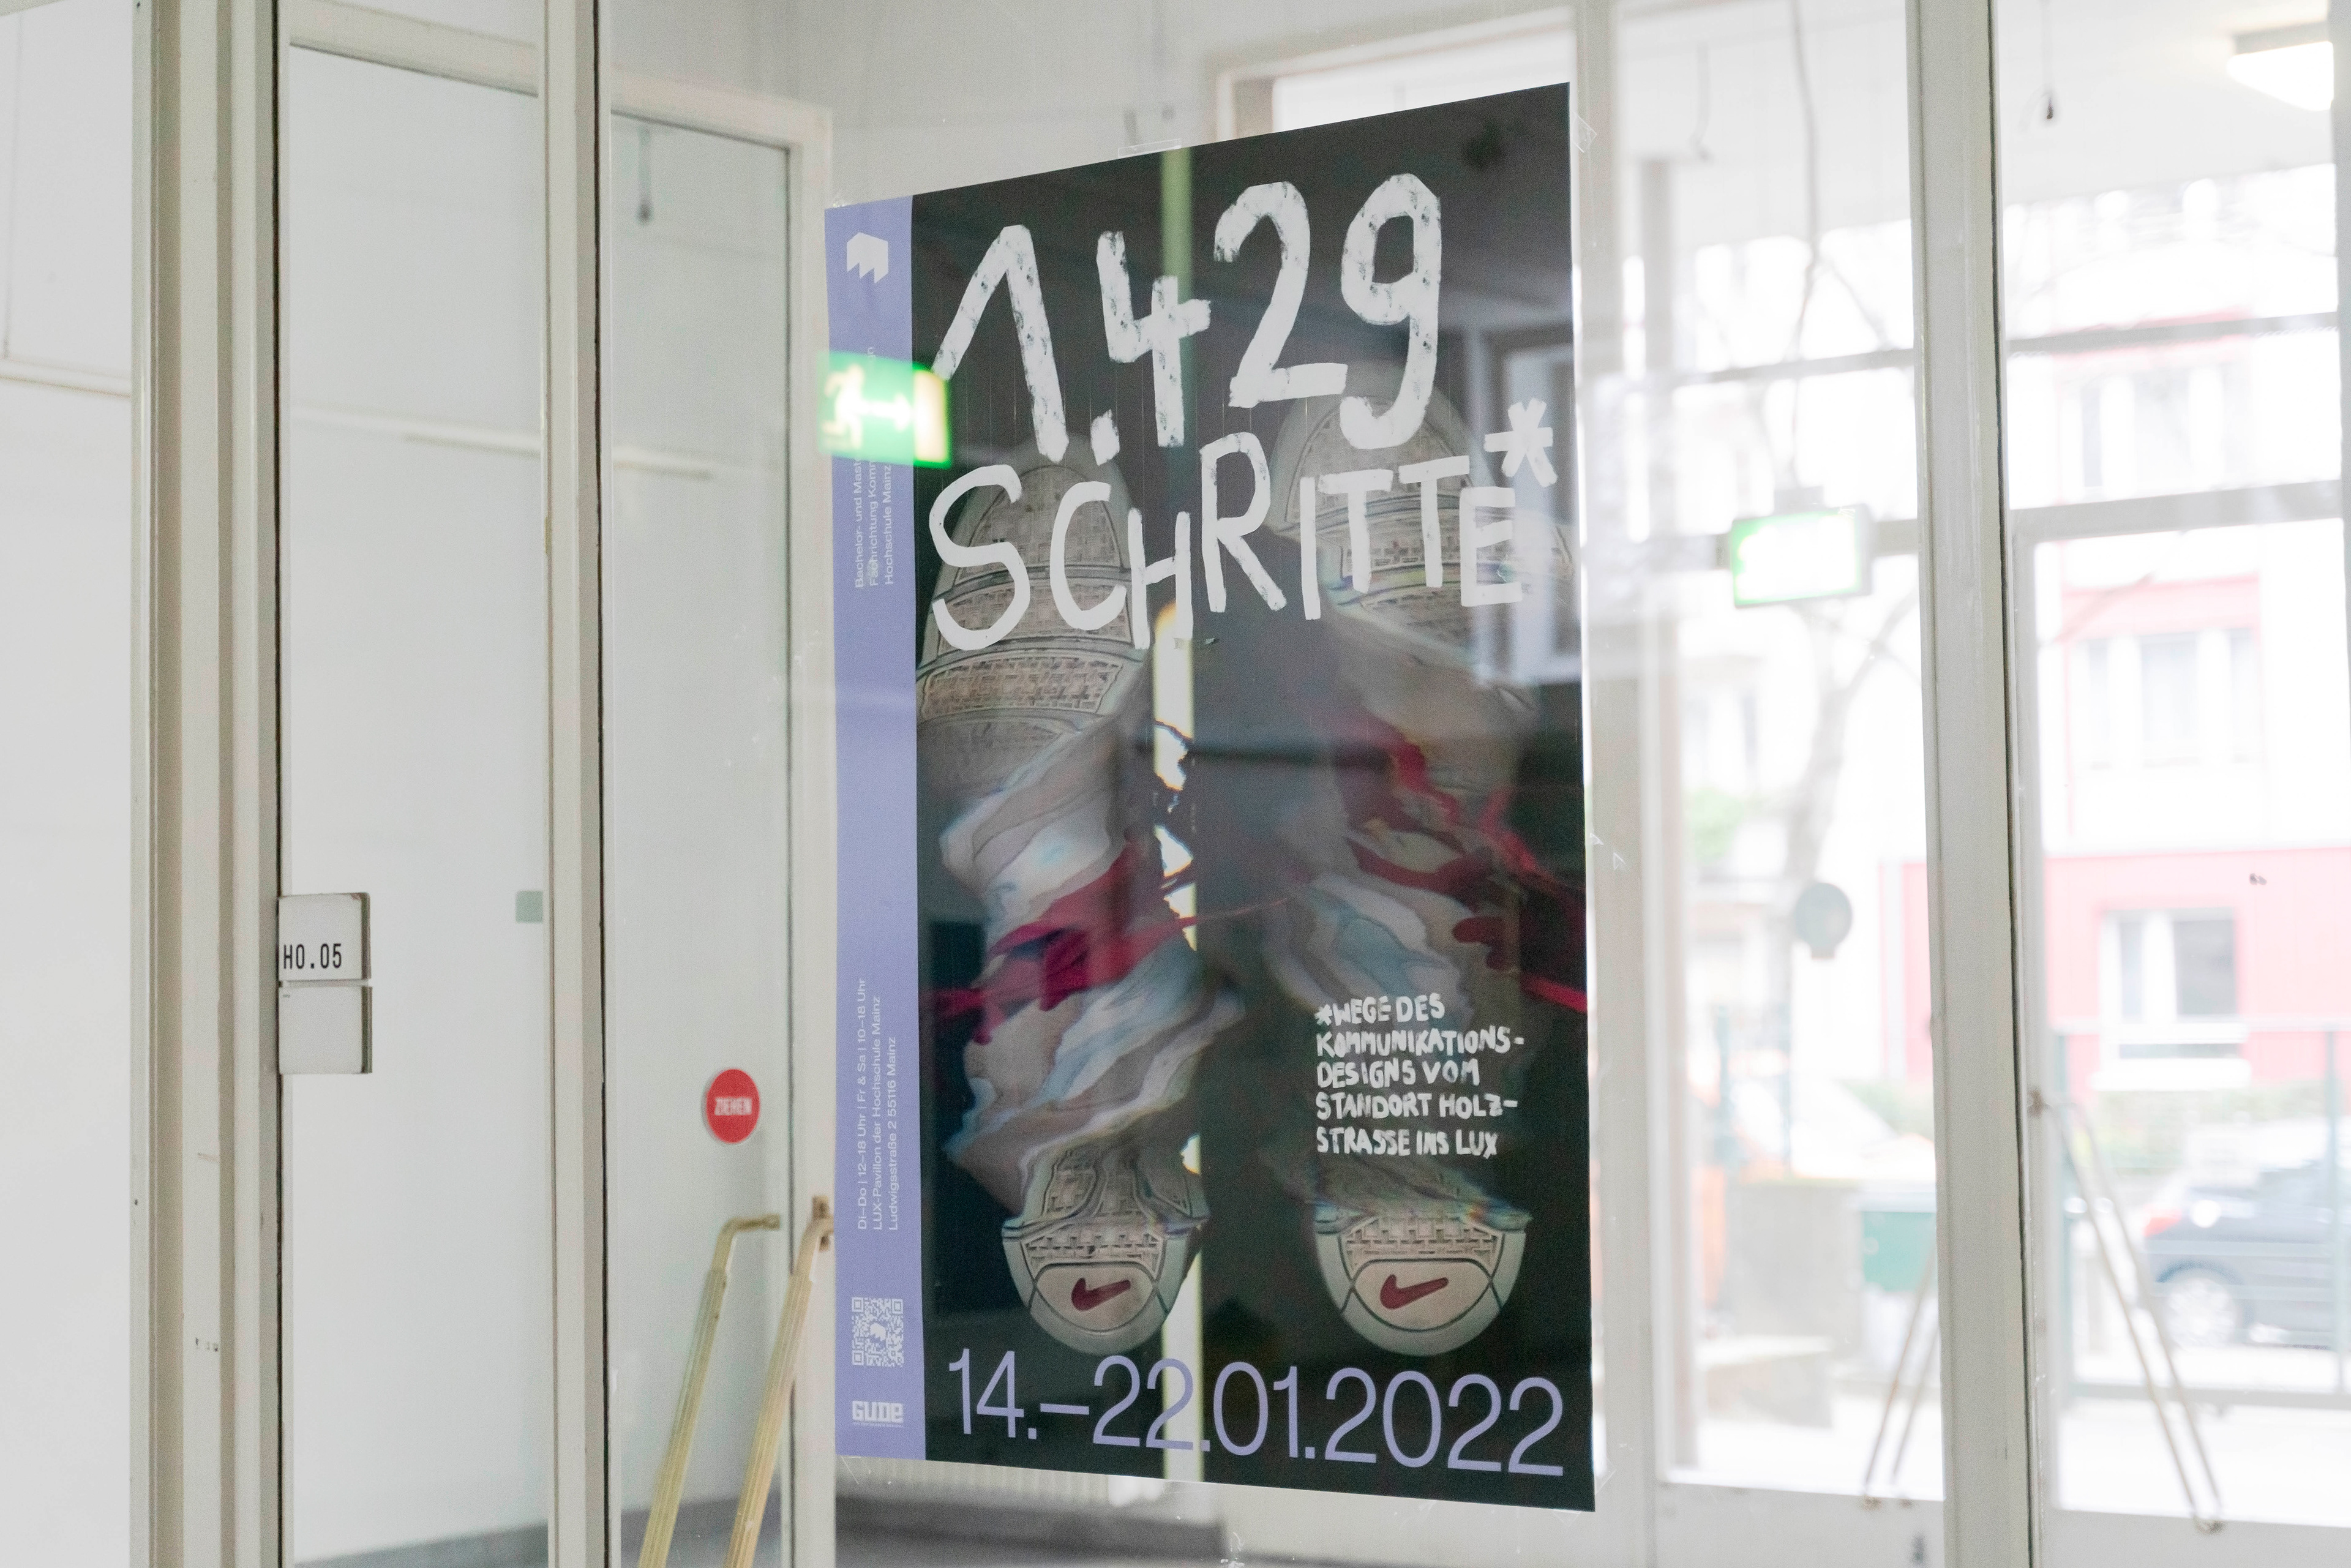 1.429
SCHRITTE*
*WEGE DES
KOMMUNIKATIONS-
DESIGNS VOM
STANDORT HOLZ-
STRASSE INS LUX
14.–22.01.2022
Bachelor- und
Fachrichtung
Hochschule Mainz
Di–Do | 12–18 Uhr | Fr & Sa | 10–18 Uhr
LUX-Pavillon der Hochschule Mainz
Ludwigsstraße 2 55116 Mainz
GUDE
H0.05
ZIEHEN